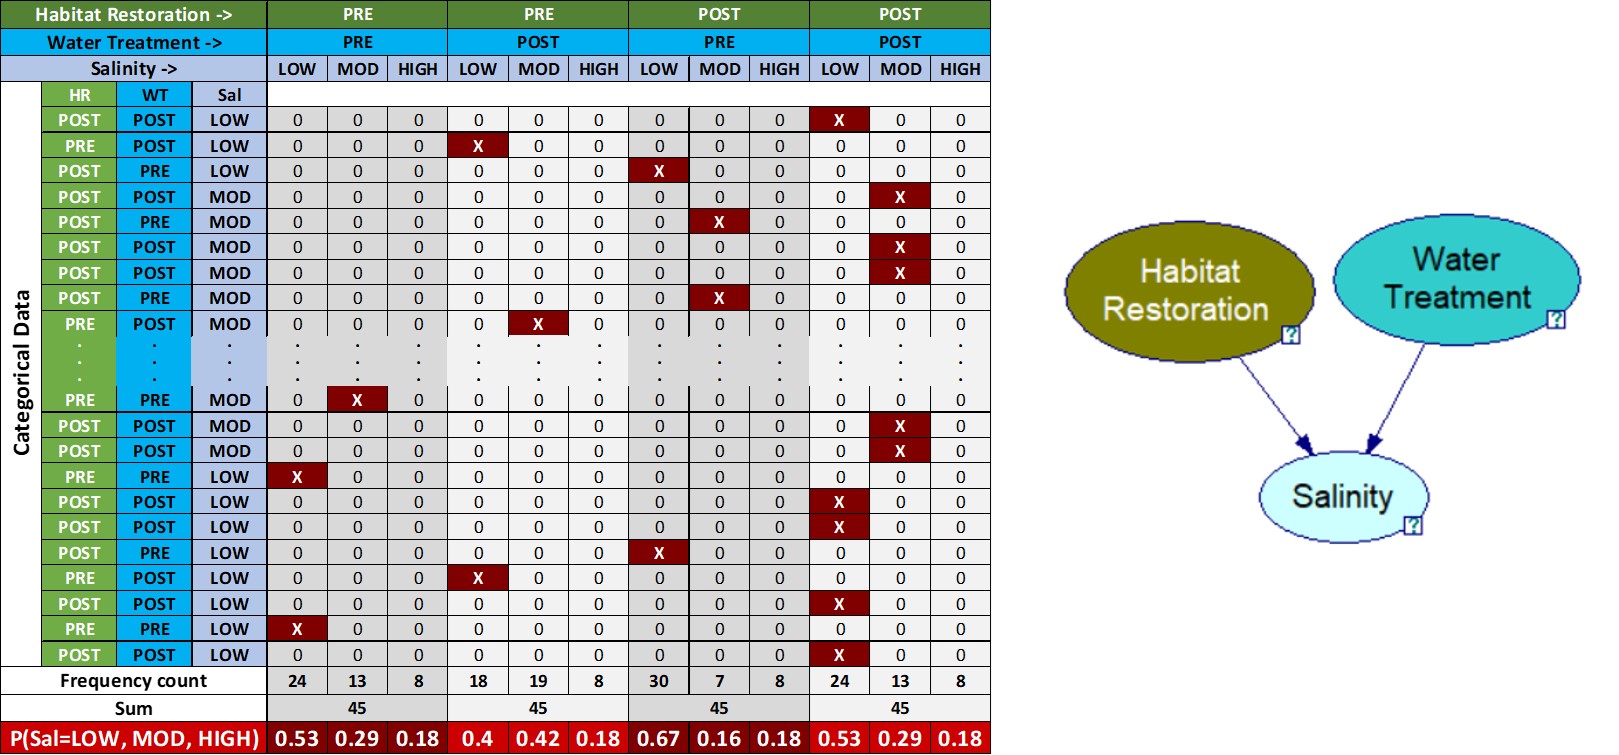 Habitat Restoration -> PRE PRE POST POST
Water Treatment -> PRE POST PRE POST
Salinity -> LOW MOD HIGH LOW MOD HIGH LOW MOD HIGH LOW MOD HIGH
Categorical Data
HR WT Sal
POST POST LOW 0 0 0 0 0 0 0 0 0 X 0 0
PRE POST LOW 0 0 0 X 0 0 0 0 0 0 0 0
POST PRE LOW 0 0 0 0 0 0 X 0 0 0 0 0
POST POST MOD 0 0 0 0 0 0 0 0 0 0 X 0
POST PRE MOD 0 0 0 0 0 0 0 X 0 0 0 0
POST POST MOD 0 0 0 0 0 0 0 0 0 0 X 0
POST POST MOD 0 0 0 0 0 0 0 0 0 0 X 0
POST PRE MOD 0 0 0 0 0 0 0 X 0 0 0 0
PRE POST MOD 0 0 0 0 X 0 0 0 0 0 0 0
. . . . . . . . . . . . . . .
. . . . . . . . . . . . . . .
. . . . . . . . . . . . . . .
PRE PRE MOD 0 X 0 0 0 0 0 0 0 0 0 0
POST POST MOD 0 0 0 0 0 0 0 0 0 0 X 0
POST POST MOD 0 0 0 0 0 0 0 0 0 0 X 0
PRE PRE LOW X 0 0 0 0 0 0 0 0 0 0 0
POST POST LOW 0 0 0 0 0 0 0 0 0 X 0 0
POST POST LOW 0 0 0 0 0 0 0 0 0 X 0 0
POST PRE LOW 0 0 0 0 0 0 X 0 0 0 0 0
PRE POST LOW 0 0 0 X 0 0 0 0 0 0 0 0
POST POST LOW 0 0 0 0 0 0 0 0 0 X 0 0
PRE PRE LOW X 0 0 0 0 0 0 0 0 0 0 0
POST POST LOW 0 0 0 0 0 0 0 0 0 X 0 0
Frequency count 24 13 8 18 19 8 30 7 8 24 13 8
Sum 45 45 45 45
P(Sal=LOW, MOD, HIGH) 0.53 0.29 0.18 0.4 0.42 0.18 0.67 0.16 0.18 0.53 0.29 0.18
Habitat
Restoration
?
Water
Treatment
?
Salinity
?